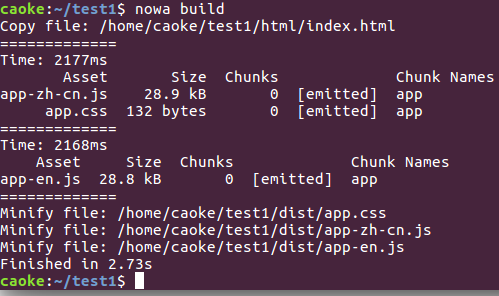 caoke:~/test1$ nowa build
Copy file: /home/caoke/test1/html/index.html
=============
Time: 2177ms
Asset Size Chunks Chunk Names
app-zh-cn.js 28.9 kB 0 [emitted] app
app.css 132 bytes 0 [emitted] app
=============
Time: 2168ms
Asset Size Chunks Chunk Names
app-en.js 28.8 kB 0 [emitted] app
=============
Minify file: /home/caoke/test1/dist/app.css
Minify file: /home/caoke/test1/dist/app-zh-cn.js
Minify file: /home/caoke/test1/dist/app-en.js
Finished in 2.73s
caoke:~/test1$